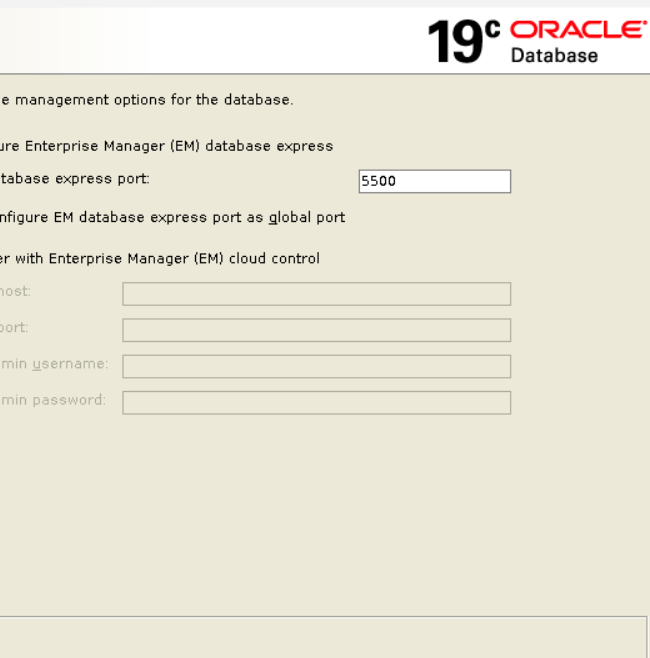 19c ORACLE
Database
e management options for the database.
ure Enterprise Manager (EM) database express
tabase express port:
5500
nfigure EM database express port as global port
er with Enterprise Manager (EM) cloud control
host:
port:
min username:
min password: